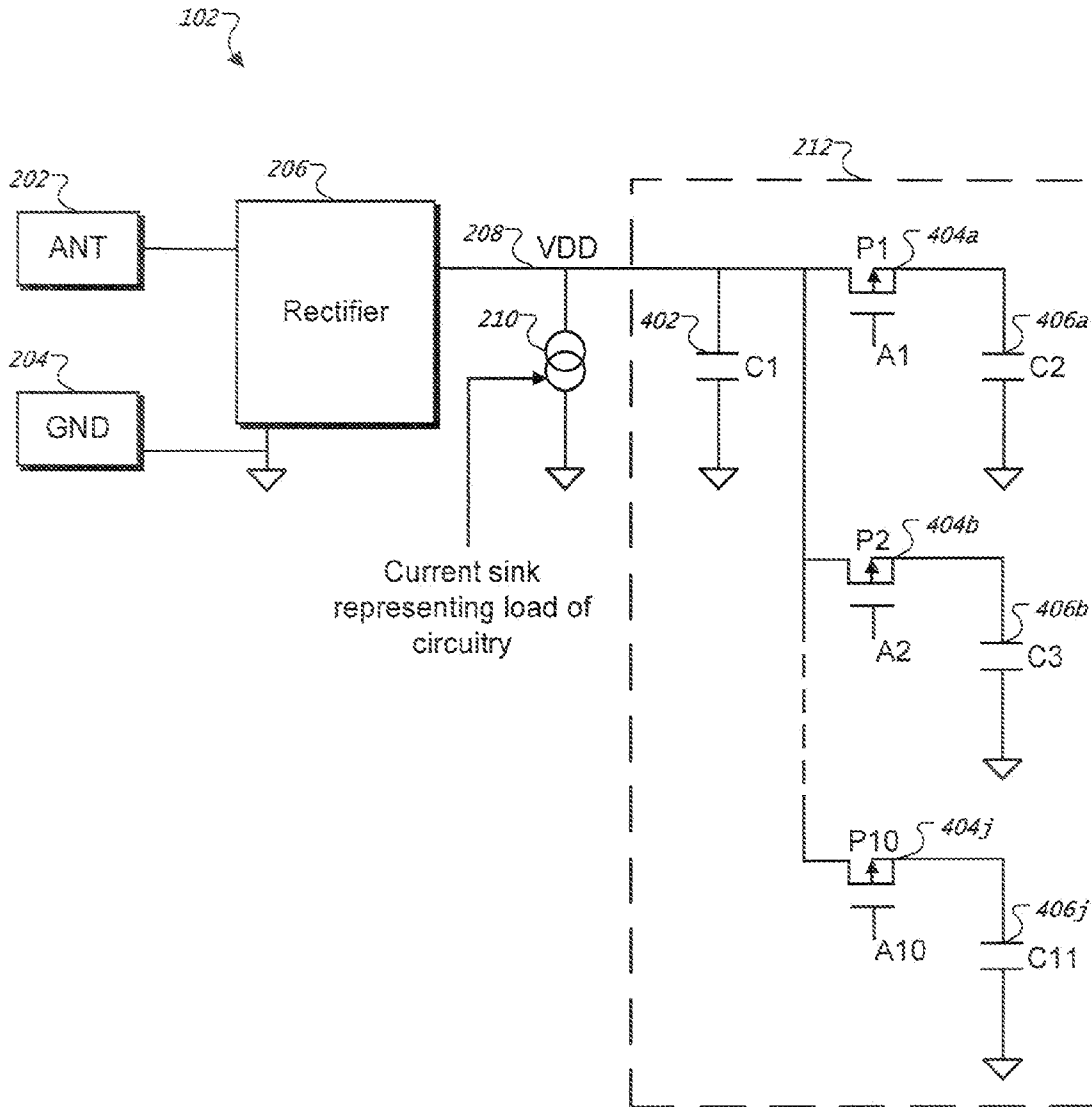 102
212
202
ANT
206
Rectifier
208
VDD
P1
404a
210
402
C1
A1
406a
C2
204
GND
Current sink
representing load of
circuitry
P2
404b
A2
406b
C3
P10
404j
A10
406j
C11